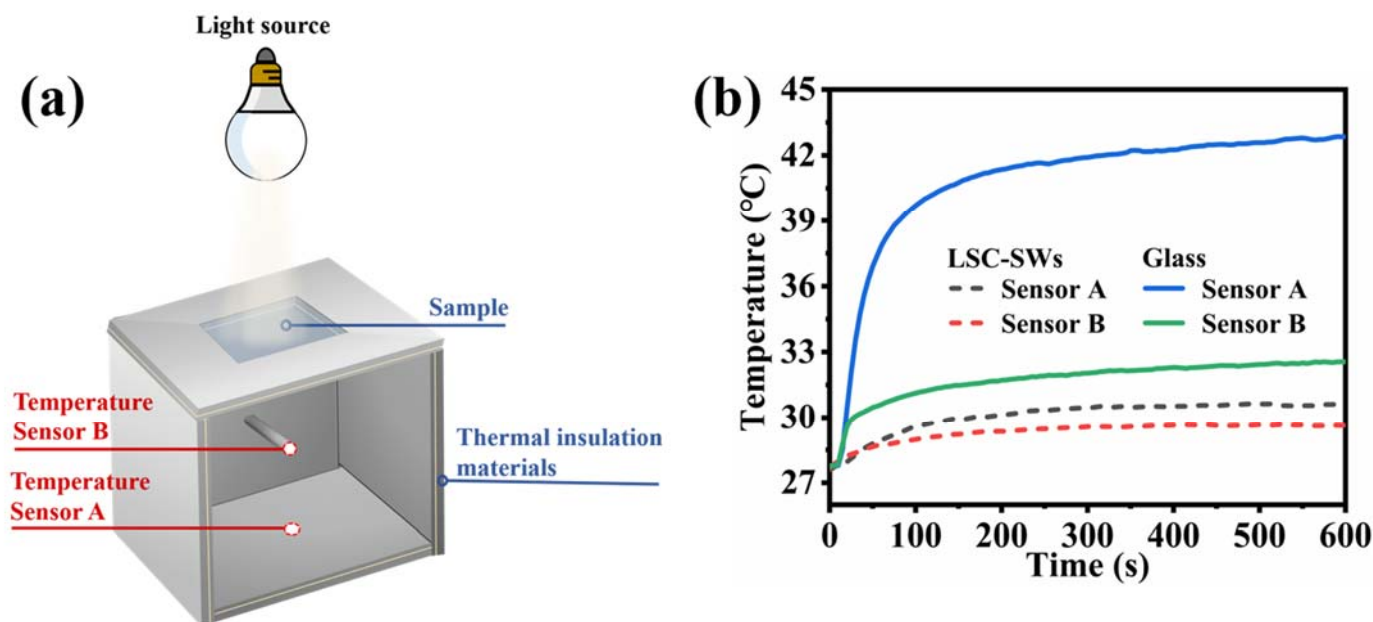 (a)
Light source
Sample
Temperature
Sensor B
Thermal insulation
materials
Temperature
Sensor A
(b)
Temperature (℃)
45
42
39
36
33
30
27
LSC-SWs
Glass
Sensor A
Sensor A
Sensor B
Sensor B
0
100
200
300
400
500
600
Time (s)